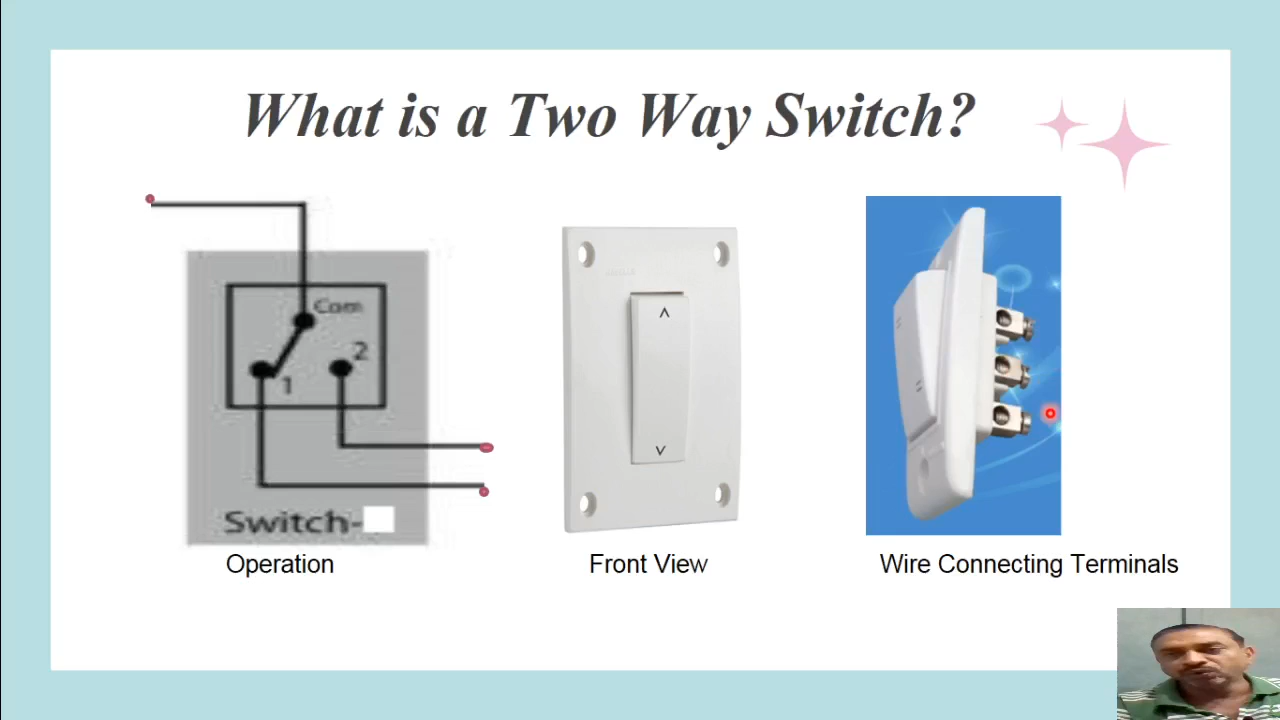 What is a Two Way Switch?
Com
1
2
Switch-
Operation
Front View
Wire Connecting Terminals